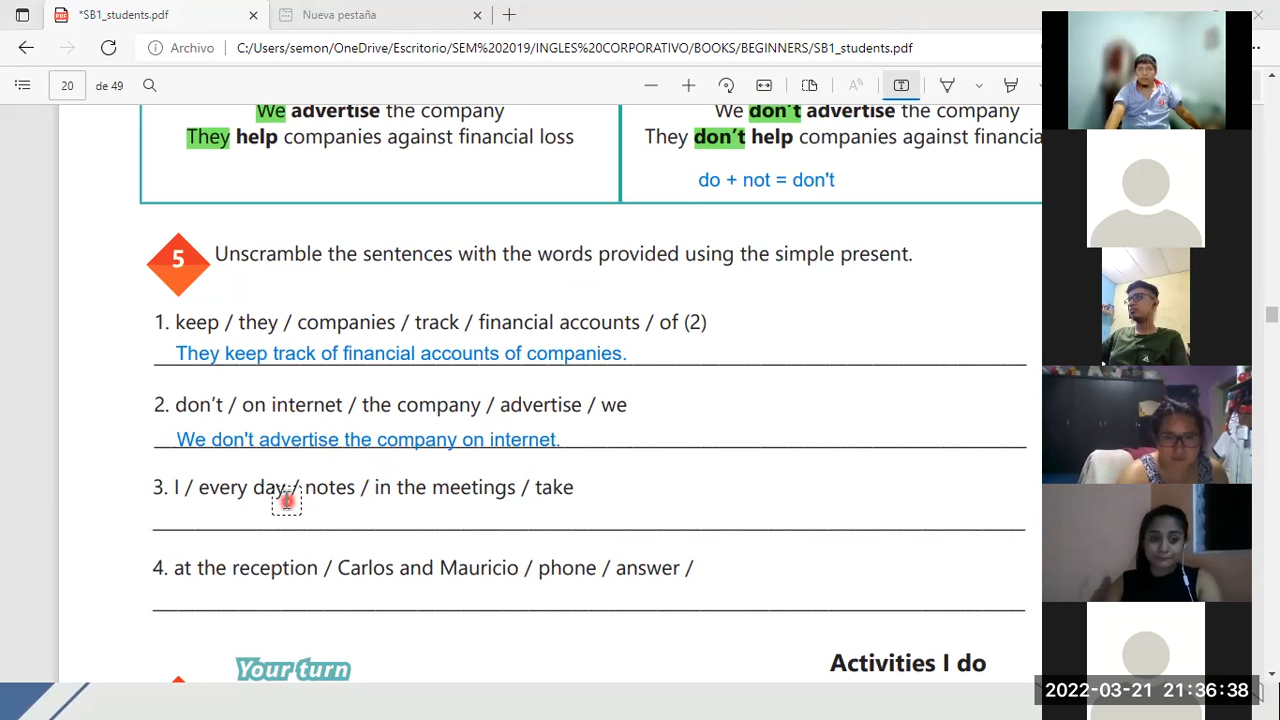 *SB1_students.pdf
Nueva pestaña
Archivo
C:/Users/semon/OneDrive/Escritorio/SEM%202019/INGLES%20CORPORATIVO/BOOKS/BEGINNERS/SB1_students.pdf
20 de 49
We advertise the company
They help companies against financial loss
We don't advertise the company
They don't help companies against financia
do + not = don't
5 Unscramble the sentences with the words provided using the simple present.
1. keep / they / companies / track / financial accounts / of (2)
They keep track of financial accounts of companies.
2. don't / on internet / the company / advertise / we
We don't advertise the company on internet.
3. I / every day / notes / in the meetings / take
4. at the reception / Carlos and Mauricio / phone / answer /
Your turn
Activities I do
2022-03-21 21:36:38